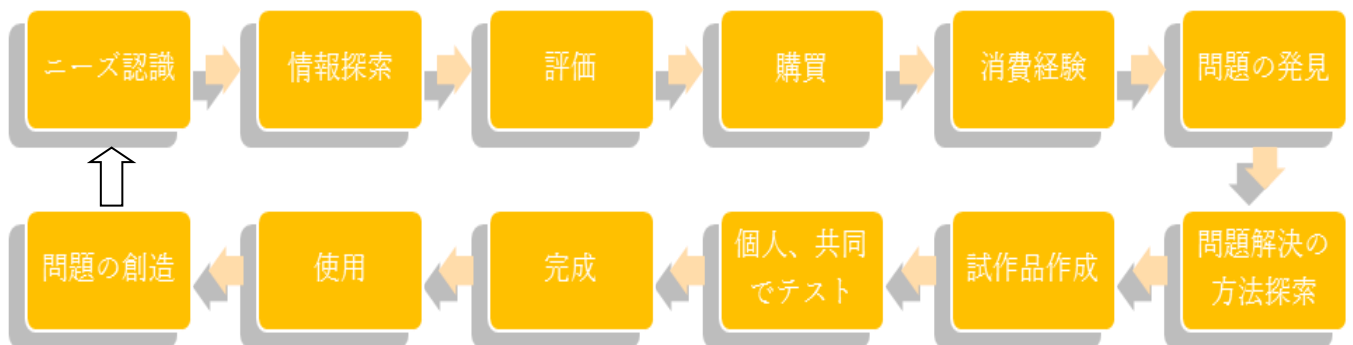 ニーズ認識
情報探索
評価
購買
消費経験
問題の発見
問題解決の
方法探索
試作品作成
個人、共同
でテスト
完成
使用
問題の創造